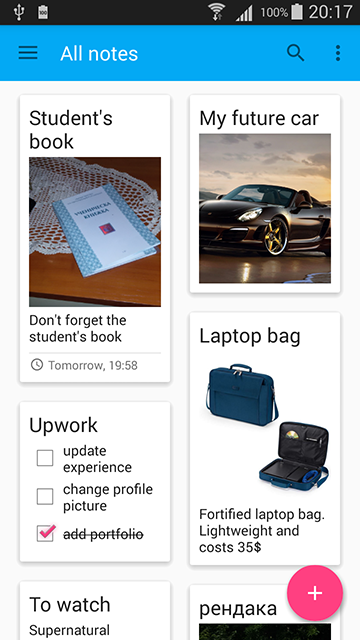 100% 20:17
All notes
Student's
book
УЧЕНИЧЕСКА
КНИЖКА
Don't forget the
student's book
Tomorrow, 19:58
Upwork
update
experience
change profile
picture
add portfolio
To watch
Supernatural
My future car
Laptop bag
Fortified laptop bag.
Lightweight and
costs 35$
рендака